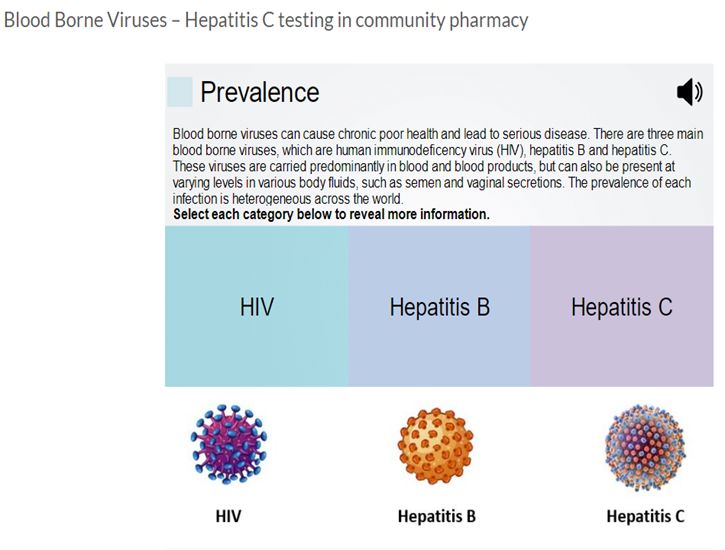 Blood Borne Viruses – Hepatitis C testing in community pharmacy
Prevalence
Blood borne viruses can cause chronic poor health and lead to serious disease. There are three main
blood borne viruses, which are human immunodeficency virus (HIV), hepatitis B and hepatitis C.
These viruses are carried predominantly in blood and blood products, but can also be present at
varying levels in various body fluids, such as semen and vaginal secretions. The prevalence of each
infection is heterogeneous across the world.
Select each category below to reveal more information.
HIV
Hepatitis B
Hepatitis C
HIV
Hepatitis B
Hepatitis C